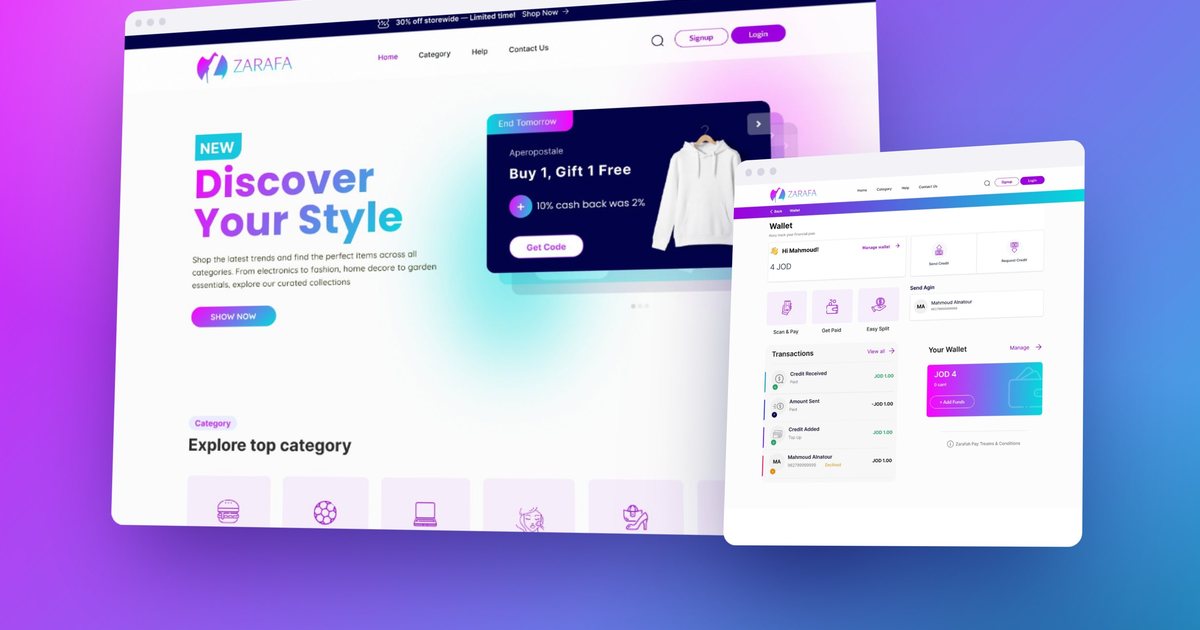 30% off storewide — Limited time! Shop Now →
ZARAFA
Home Category Help Contact Us
Signup
Login
NEW
Discover
Your Style
Shop the latest trends and find the perfect items across all
categories. From electronics to fashion, home decore to garden
essentials, explore our curated collections
SHOW NOW
End Tomorrow
Aperopostale
Buy 1, Gift 1 Free
10% cash back was 2%
Get Code
Category
Explore top category
ZARAFA
Home Category Help Contact Us
Signup
Login
Back Wallet
Wallet
Hi Mahmoud!
Manage wallet →
4 JOD
Send Credit
Request Credit
Scan & Pay
Get Paid
Easy Split
Send Agin
MA
Mahmoud Alnatour
Transactions
View all →
Credit Received
Paid
JOD 1.00
Amount Sent
Paid
-JOD 1.00
Credit Added
Top Up
JOD 1.00
MA
Mahmoud Alnatour
Declined
JOD 1.00
Your Wallet
Manage →
JOD 4
+ Add Funds